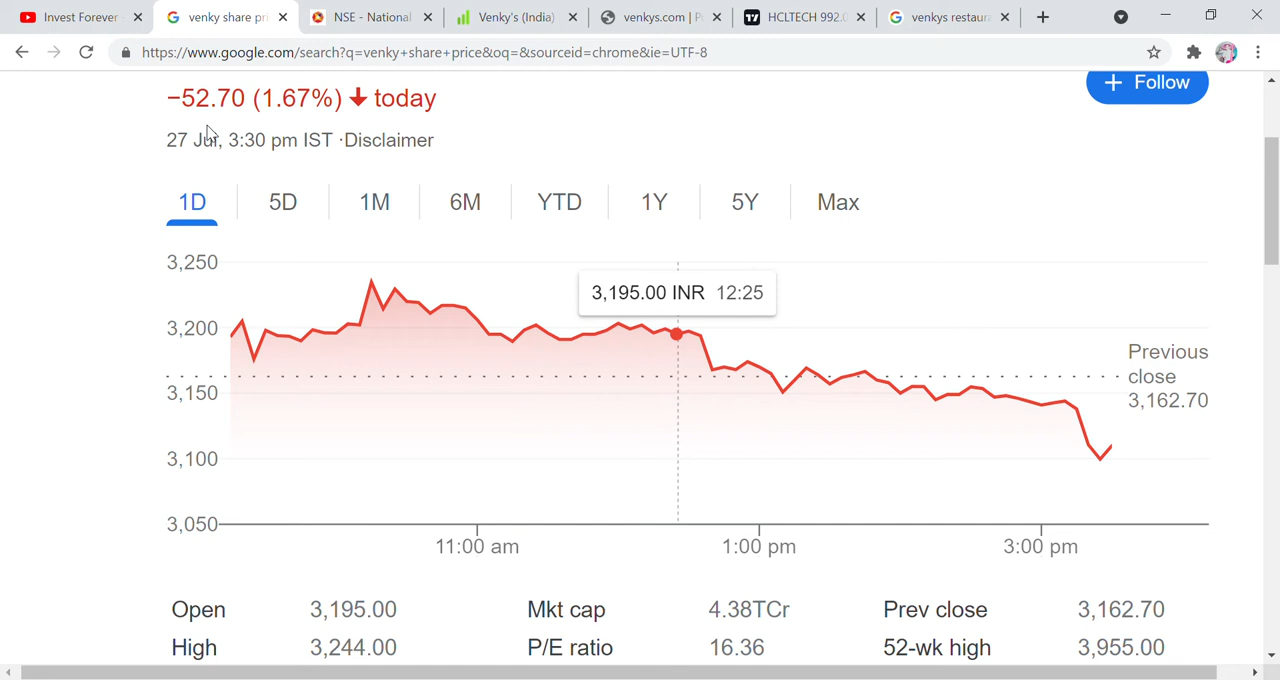 Invest Forever
venky share pri
NSE - National
Venky's (India)
venkys.com | P
HCLTECH 992.0
venkys restaura
https://www.google.com/search?q=venky+share+price&oq=&sourceid=chrome&ie=UTF-8
−52.70 (1.67%) ↓ today
+ Follow
27 Jul, 3:30 pm IST ·Disclaimer
1D 5D 1M 6M YTD 1Y 5Y Max
3,250
3,195.00 INR 12:25
3,200
Previous
close
3,162.70
3,150
3,100
3,050
11:00 am 1:00 pm 3:00 pm
Open 3,195.00 Mkt cap 4.38TCr Prev close 3,162.70
High 3,244.00 P/E ratio 16.36 52-wk high 3,955.00